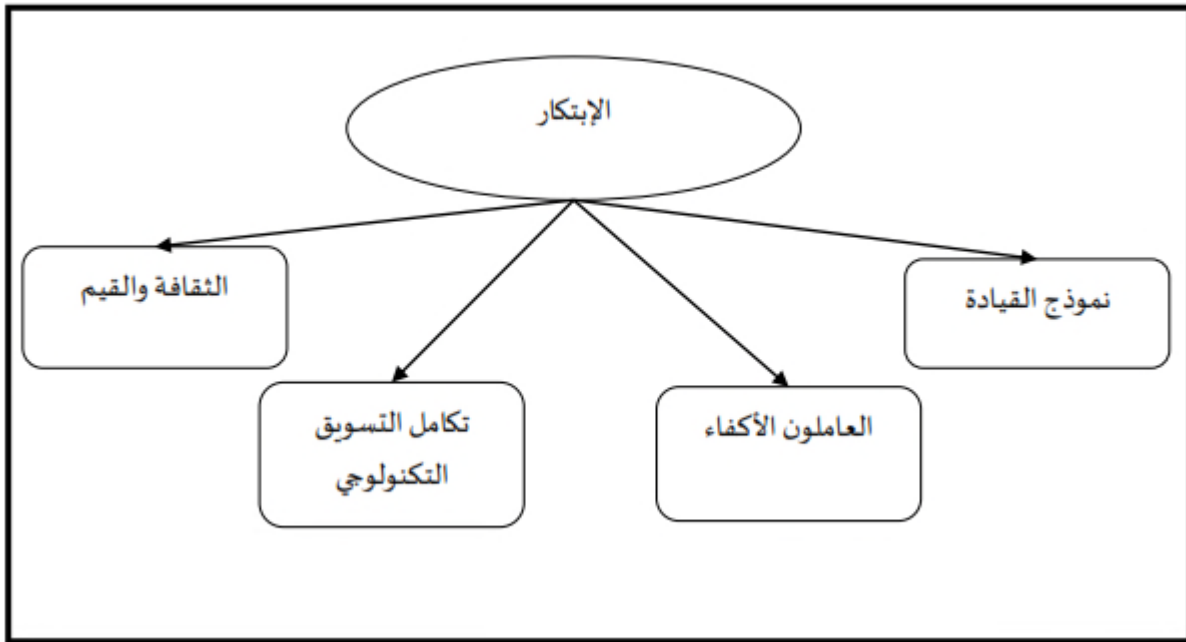 الإبتكار
نموذج القيادة
الثقافة والقيم
العاملون الأكفاء
تكامل التسويق
التكنولوجي